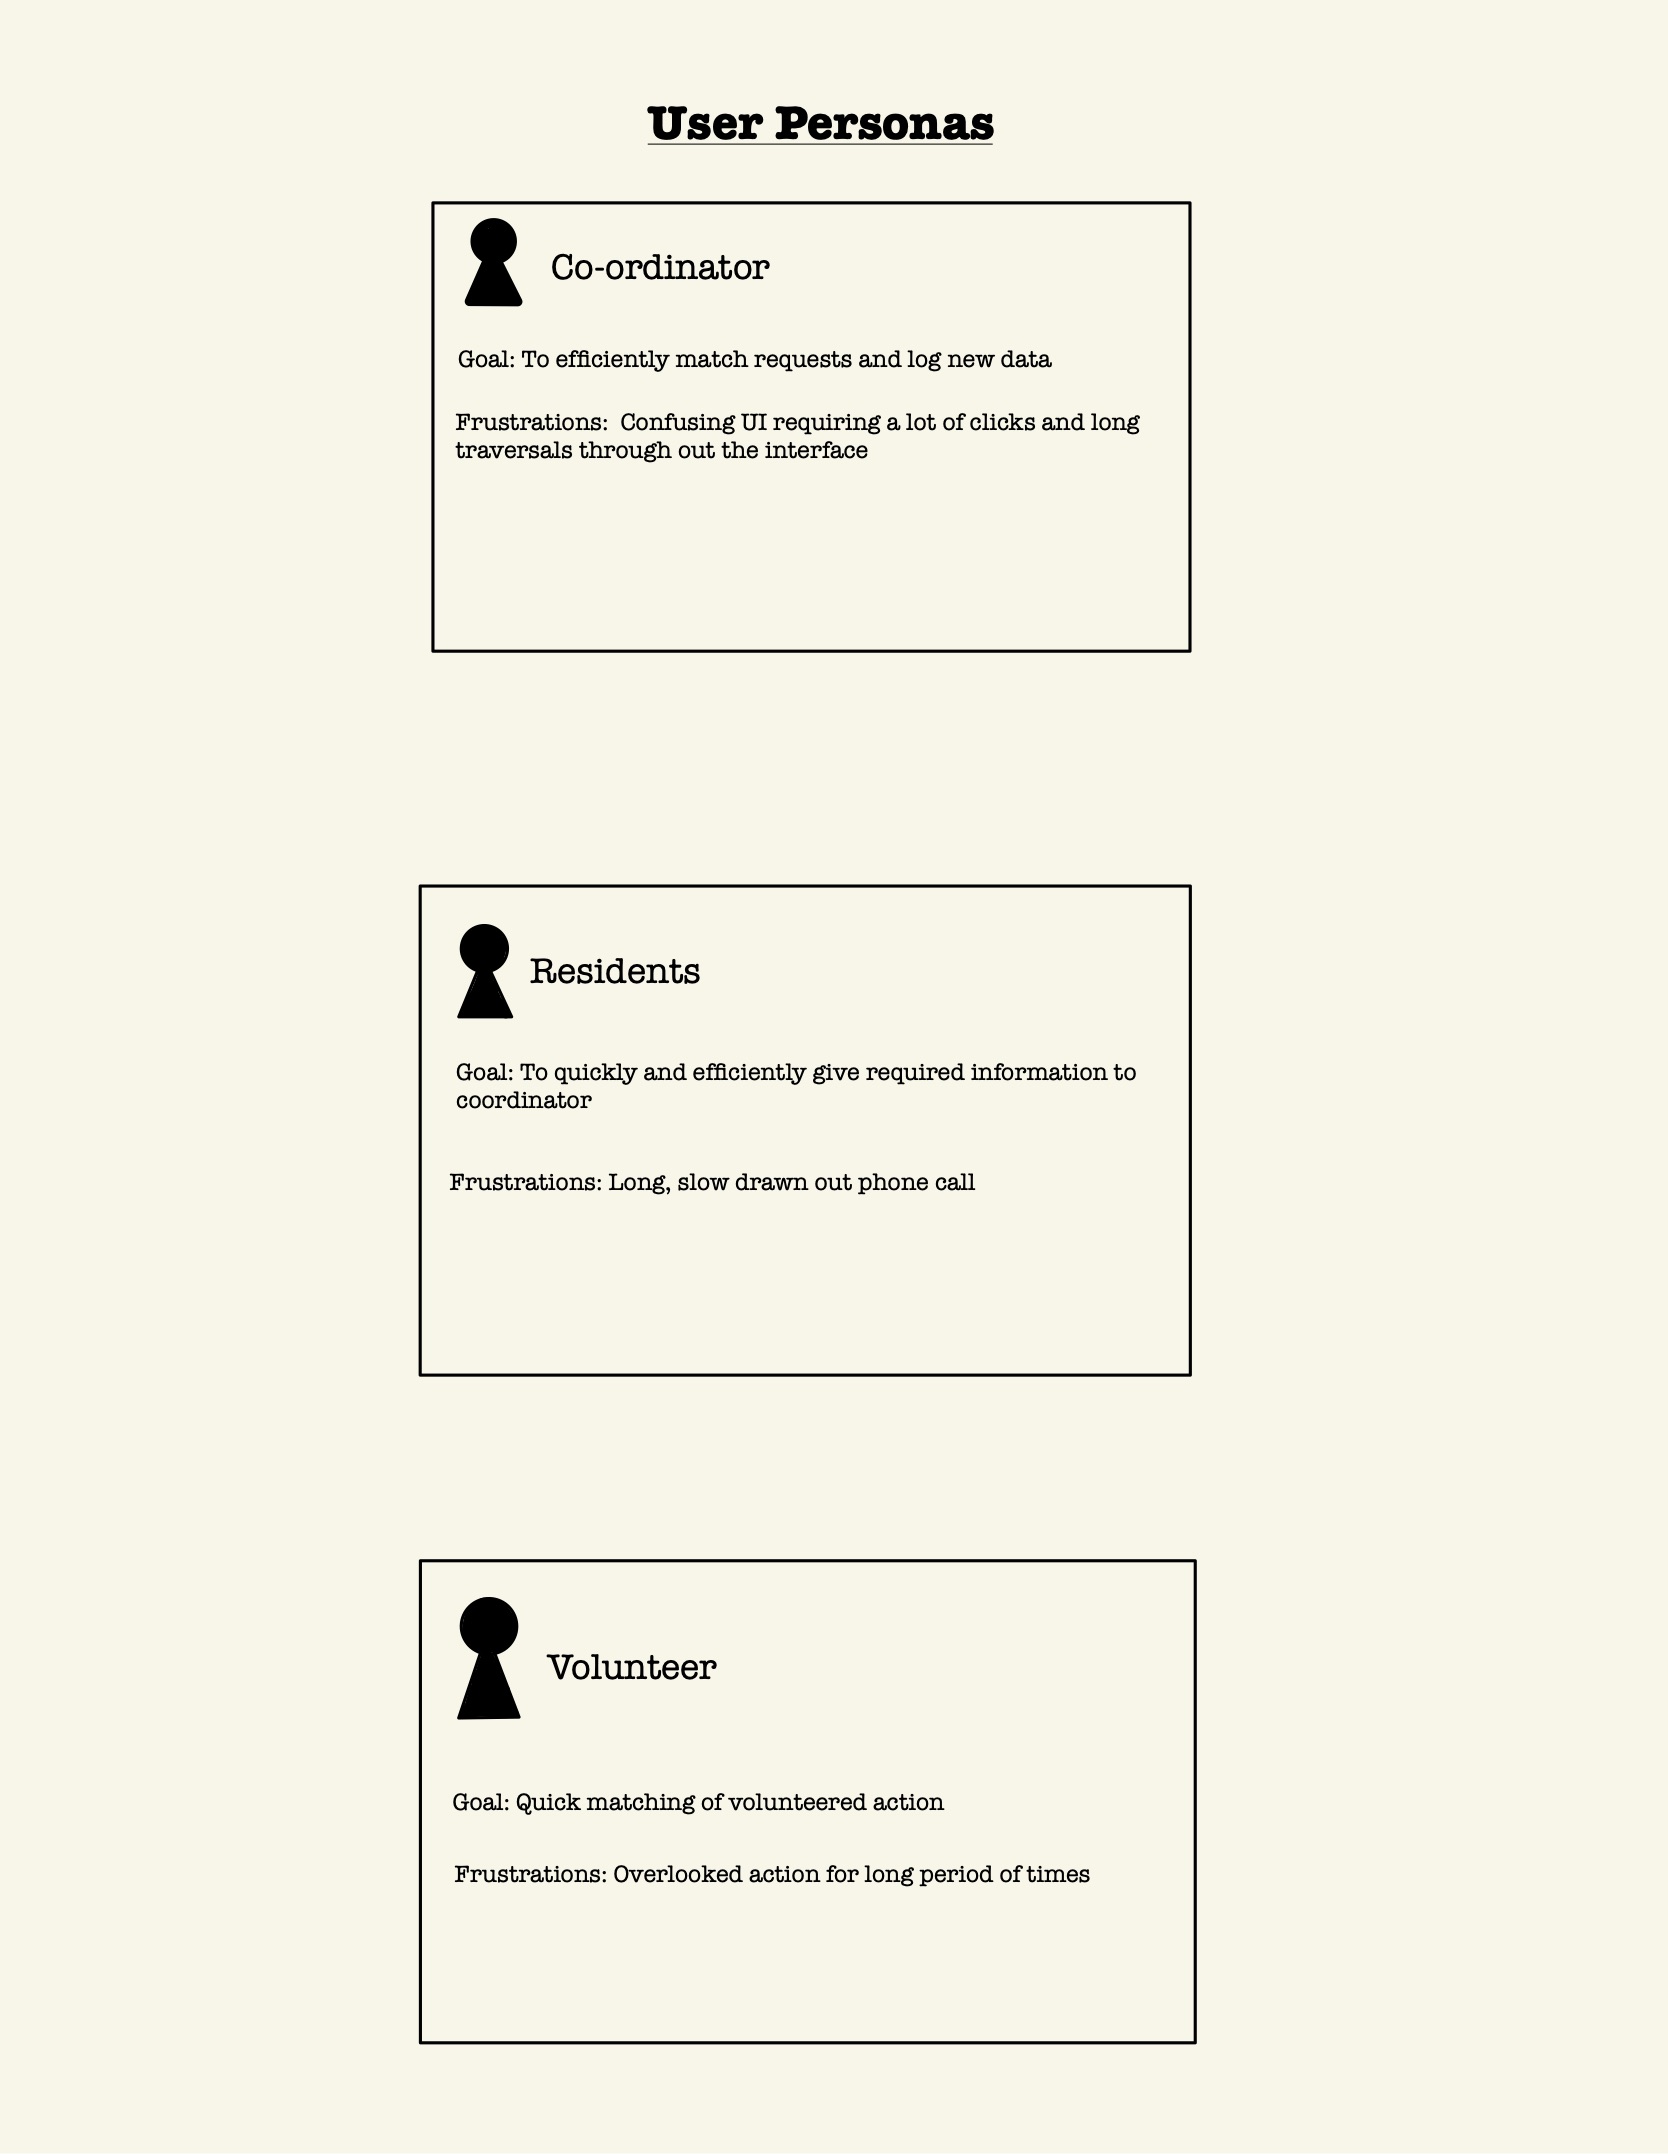 User Personas
Co-ordinator
Goal: To efficiently match requests and log new data
Frustrations:  Confusing UI requiring a lot of clicks and long
traversals through out the interface
Residents
Goal: To quickly and efficiently give required information to
coordinator
Frustrations: Long, slow drawn out phone call
Volunteer
Goal: Quick matching of volunteered action
Frustrations: Overlooked action for long period of times